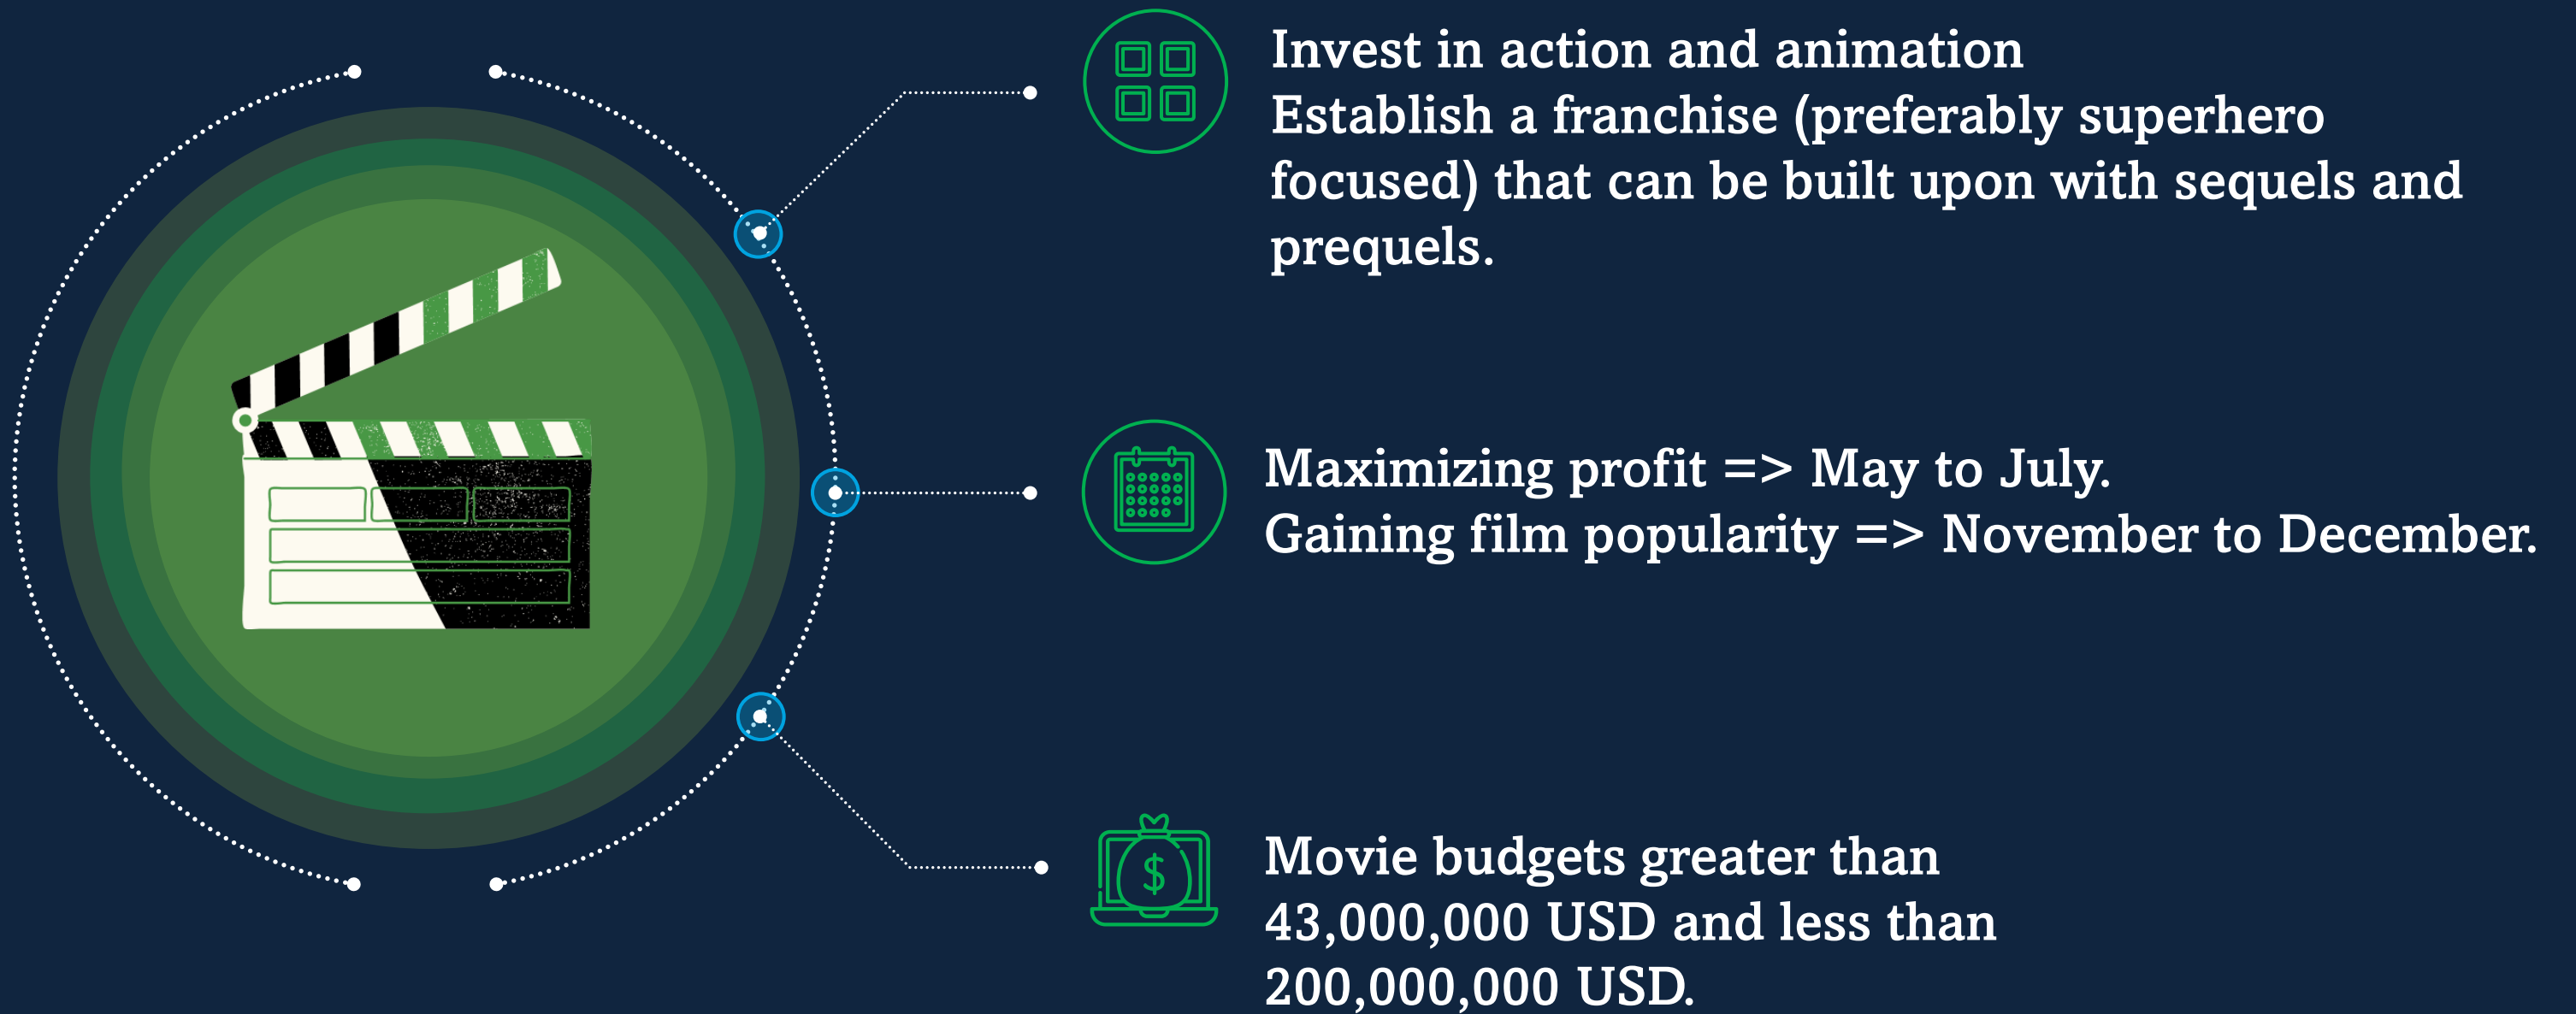 Invest in action and animation
Establish a franchise (preferably superhero
focused) that can be built upon with sequels and
prequels.
Maximizing profit => May to July.
Gaining film popularity => November to December.
$
Movie budgets greater than
43,000,000 USD and less than
200,000,000 USD.